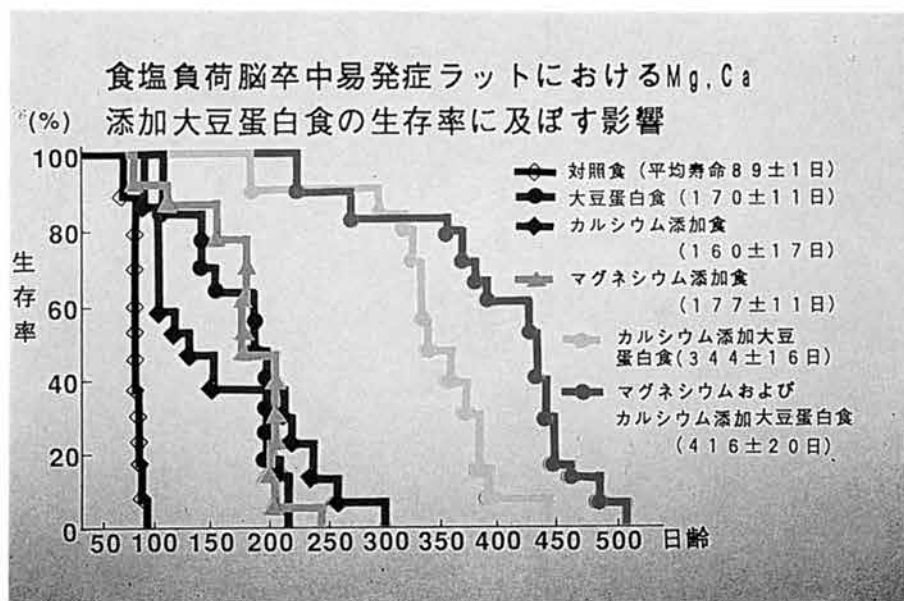 食塩負荷脳卒中易発症ラットにおけるMg,Ca
添加大豆蛋白食の生存率に及ぼす影響
(%)
100
80
60
40
20
0
生存率
50 100 150 200 250 300 350 400 450 500 日齢
対照食(平均寿命89±1日)
大豆蛋白食(170±11日)
カルシウム添加食
(160±17日)
マグネシウム添加食
(177±11日)
カルシウム添加大豆
蛋白食(344±16日)
マグネシウムおよび
カルシウム添加大豆蛋白食
(416±20日)